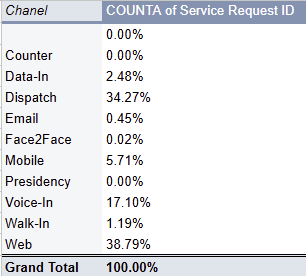 Chanel COUNTA of Service Request ID
0.00%
Counter 0.00%
Data-In 2.48%
Dispatch 34.27%
Email 0.45%
Face2Face 0.02%
Mobile 5.71%
Presidency 0.00%
Voice-In 17.10%
Walk-In 1.19%
Web 38.79%
Grand Total 100.00%